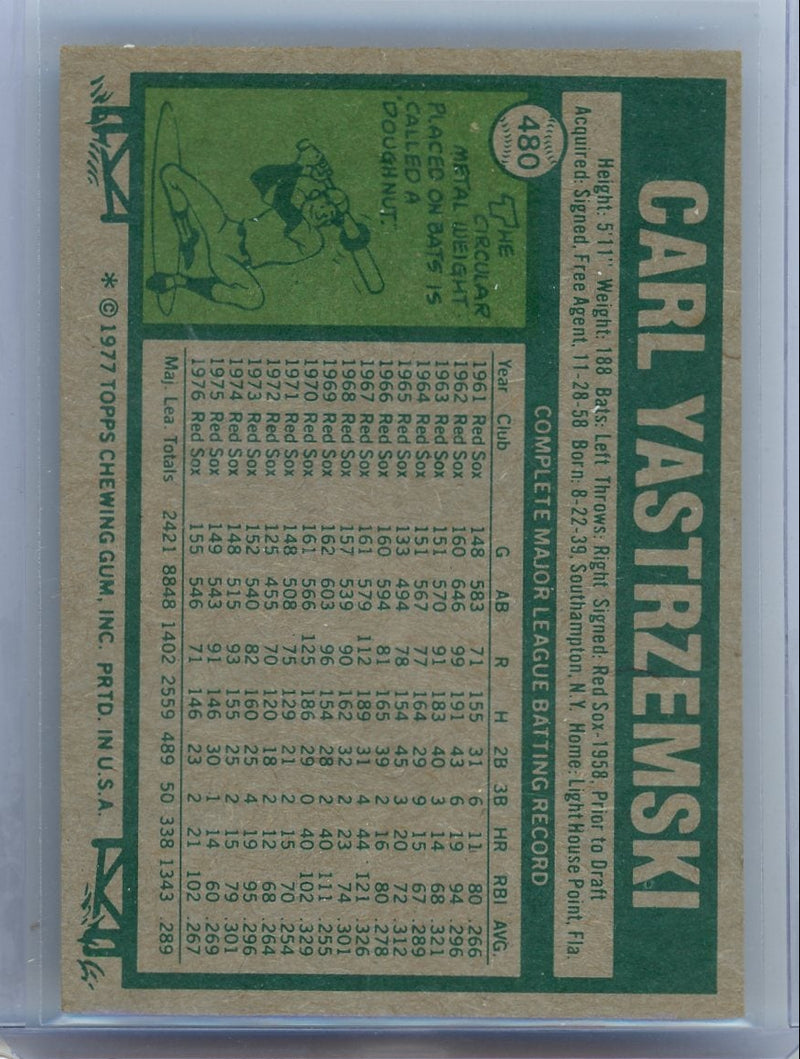 480
CARL YASTRZEMSKI
Height: 5'11" Weight: 188 Bats: Left Throws: Right Signed: Red Sox-1958, Prior to Draft
Acquired: Signed, Free Agent, 11-28-58 Born: 8-22-39, Southampton, N.Y. Home: Light House Point, Fla.
THE
CIRCULAR
METAL WEIGHT
PLACED ON BATS IS
CALLED A
DOUGHNUT.
COMPLETE MAJOR LEAGUE BATTING RECORD
Year Club G AB R H 2B 3B HR RBI AVG.
1961 Red Sox 148 583 71 155 31 6 11 80 .266
1962 Red Sox 160 646 99 191 43 6 19 94 .296
1963 Red Sox 151 570 91 183 40 3 14 68 .321
1964 Red Sox 151 567 77 164 29 9 15 67 .289
1965 Red Sox 133 494 78 154 45 3 20 72 .312
1966 Red Sox 160 594 81 165 39 2 16 80 .278
1967 Red Sox 161 579 112 189 31 4 44 121 .326
1968 Red Sox 157 539 90 162 32 2 23 74 .301
1969 Red Sox 162 603 96 154 28 2 40 111 .255
1970 Red Sox 161 566 125 186 29 0 40 102 .329
1971 Red Sox 148 508 75 129 21 2 15 70 .254
1972 Red Sox 125 455 70 120 18 2 12 68 .264
1973 Red Sox 152 540 82 160 25 4 19 95 .296
1974 Red Sox 148 515 93 155 25 2 15 79 .301
1975 Red Sox 149 543 91 146 30 1 14 60 .269
1976 Red Sox 155 546 71 146 23 2 21 102 .267
Maj. Lea. Totals 2421 8848 1402 2559 489 50 338 1343 .289
* © 1977 TOPPS CHEWING GUM, INC. PRTD. IN U.S.A.